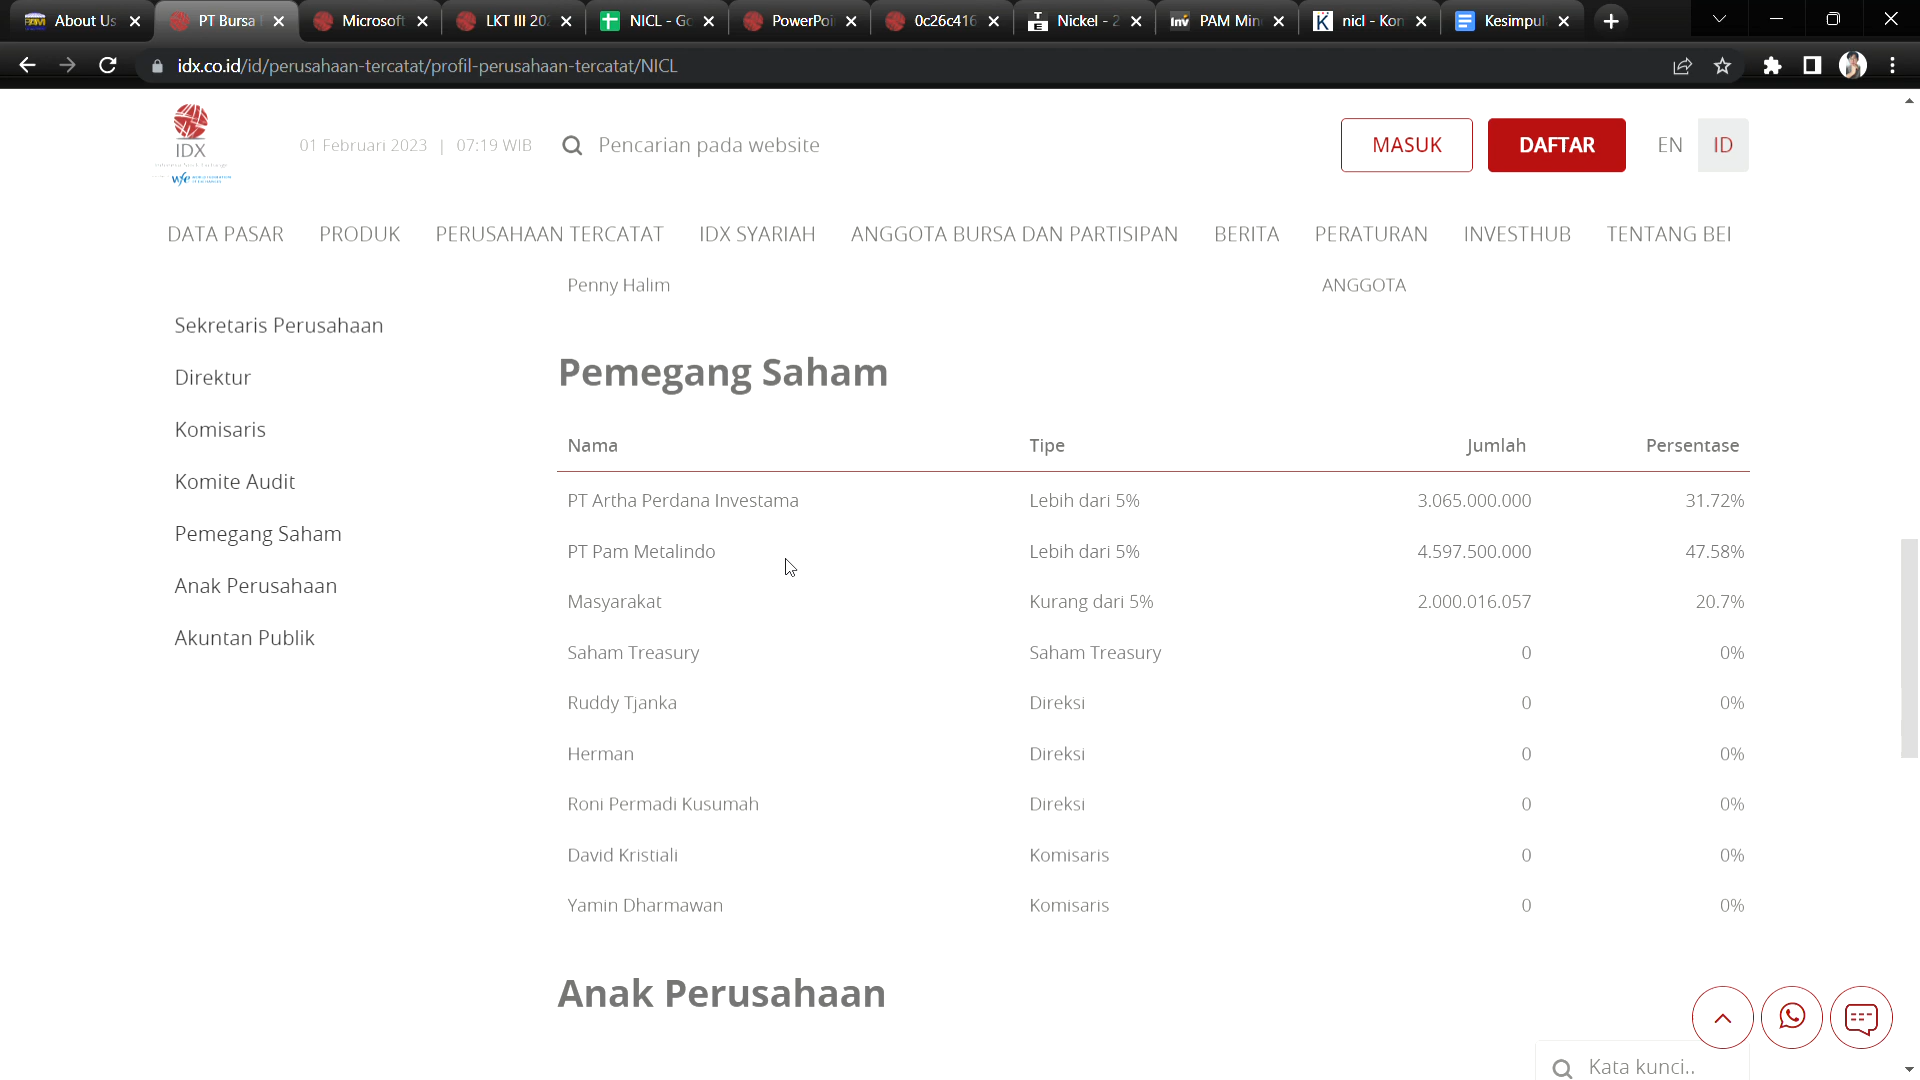 About Us
PT Bursa
Microsoft
LKT III 202
NICL - Go
PowerPoi
0c26c416
Nickel - 2
PAM Min
nicl - Kon
Kesimpul
idx.co.id/id/perusahaan-tercatat/profil-perusahaan-tercatat/NICL
IDX
01 Februari 2023 | 07:19 WIB
Pencarian pada website
MASUK
DAFTAR
EN
ID
DATA PASAR
PRODUK
PERUSAHAAN TERCATAT
IDX SYARIAH
ANGGOTA BURSA DAN PARTISIPAN
BERITA
PERATURAN
INVESTHUB
TENTANG BEI
Penny Halim ANGGOTA
Sekretaris Perusahaan
Direktur
Komisaris
Komite Audit
Pemegang Saham
Anak Perusahaan
Akuntan Publik
Pemegang Saham
Nama Tipe Jumlah Persentase
PT Artha Perdana Investama Lebih dari 5% 3.065.000.000 31.72%
PT Pam Metalindo Lebih dari 5% 4.597.500.000 47.58%
Masyarakat Kurang dari 5% 2.000.016.057 20.7%
Saham Treasury Saham Treasury 0 0%
Ruddy Tjanka Direksi 0 0%
Herman Direksi 0 0%
Roni Permadi Kusumah Direksi 0 0%
David Kristiali Komisaris 0 0%
Yamin Dharmawan Komisaris 0 0%
Anak Perusahaan
Kata kunci..